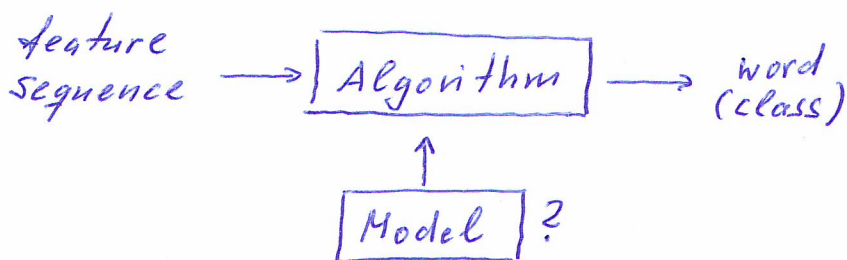 feature
sequence
Algorithm
word
(class)
Model ?